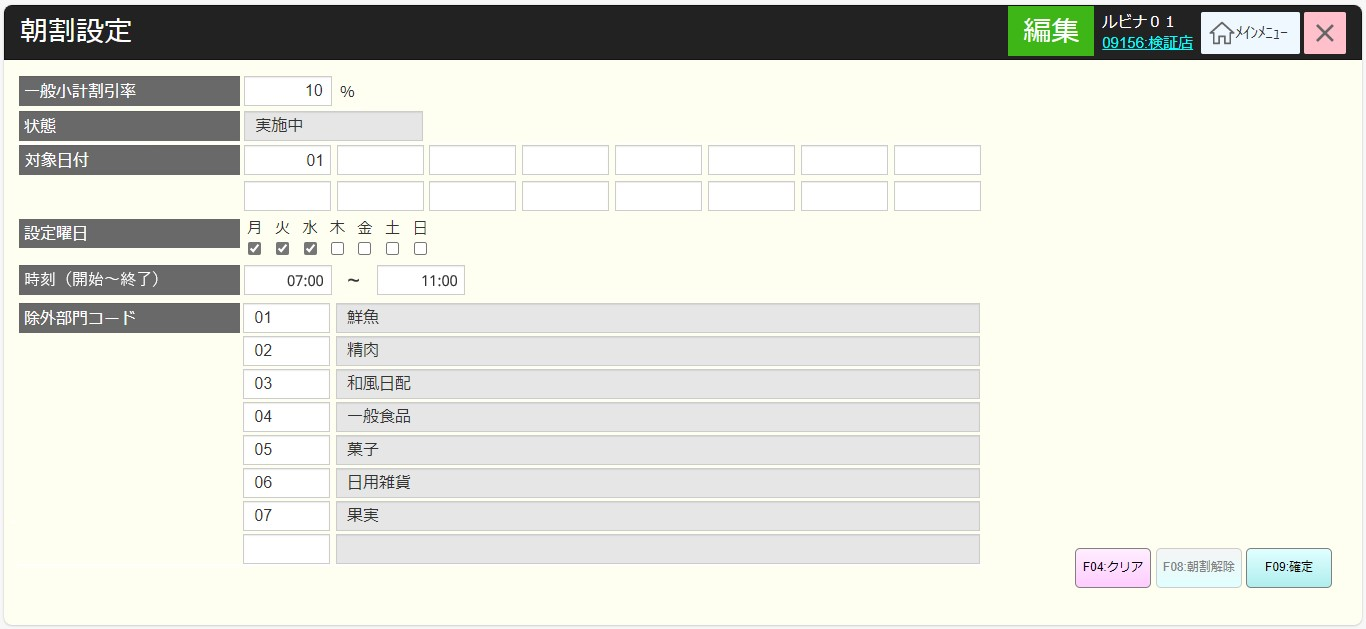 朝割設定
編集
ルビナ０１
09156:検証店
ﾒｲﾝﾒﾆｭｰ
一般小計割引率 10 %
状態 実施中
対象日付 01
設定曜日 月 火 水 木 金 土 日
時刻（開始～終了） 07:00 ～ 11:00
除外部門コード 01 鮮魚
02 精肉
03 和風日配
04 一般食品
05 菓子
06 日用雑貨
07 果実
F04:クリア F08:朝割解除 F09:確定